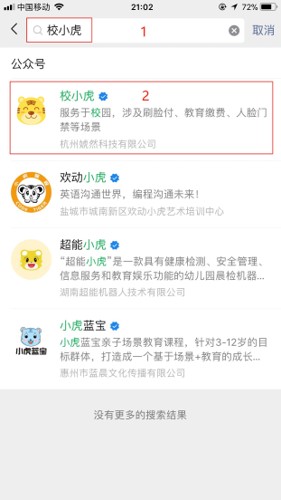 中国移动 21:02 72%
校小虎 1 取消
公众号
校小虎 2
服务于校园，涉及刷脸付、教育缴费、人脸门
禁等场景
杭州虓然科技有限公司
欢动小虎
英语沟通世界，编程沟通未来！
盐城市城南新区欢动小虎艺术培训中心
超能小虎
“超能小虎”是一款具有健康检测、安全管理、
信息服务和教育娱乐功能的幼儿园晨检机器...
湖南超能机器人技术有限公司
小虎蓝宝
小虎蓝宝亲子场景教育课程，针对3-12岁的目
标群体，打造成一个基于场景+教育的成长...
惠州市蓝晨文化传播有限公司
小虎蓝宝
没有更多的搜索结果